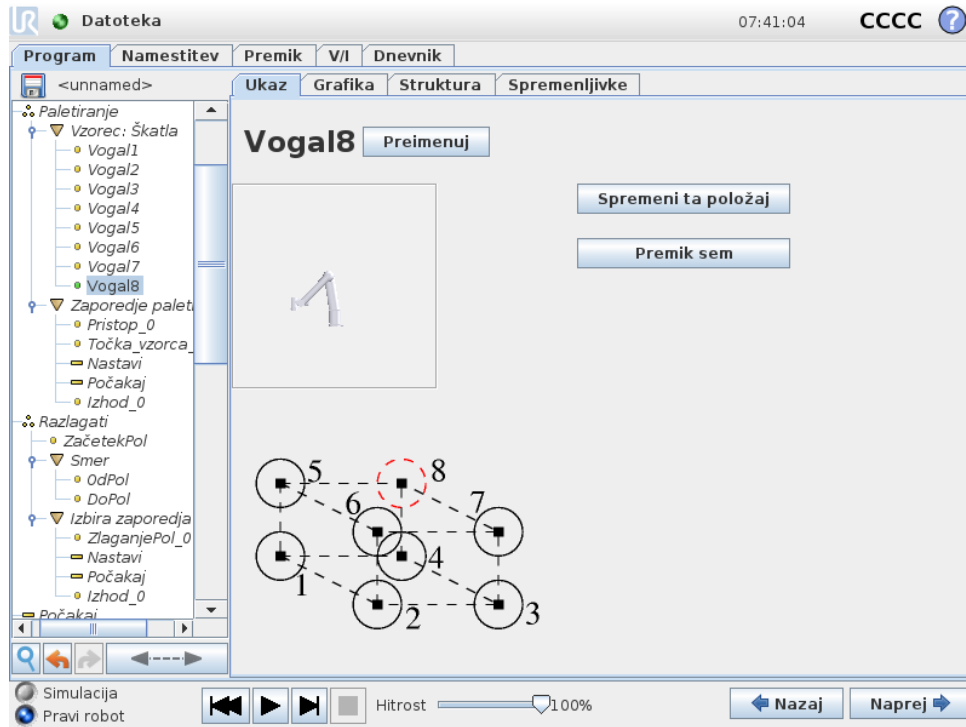 UR Datoteka 07:41:04 CCCC ?
Program Namestitev Premik V/I Dnevnik
<unnamed>
Ukaz Grafika Struktura Spremenljivke
Paletiranje
Vzorec: Škatla
Vogal1
Vogal2
Vogal3
Vogal4
Vogal5
Vogal6
Vogal7
Vogal8
Zaporedje paleti
Pristop_0
Točka_vzorca_
Nastavi
Počakaj
Izhod_0
Razlagati
ZačetekPol
Smer
OdPol
DoPol
Izbira zaporedja
ZlaganjePol_0
Nastavi
Počakaj
Izhod_0
Počakaj
Vogal8 Preimenuj
Spremeni ta položaj
Premik sem
5 8
6 7
4
1
2 3
Simulacija
Pravi robot
Hitrost 100%
Nazaj Naprej